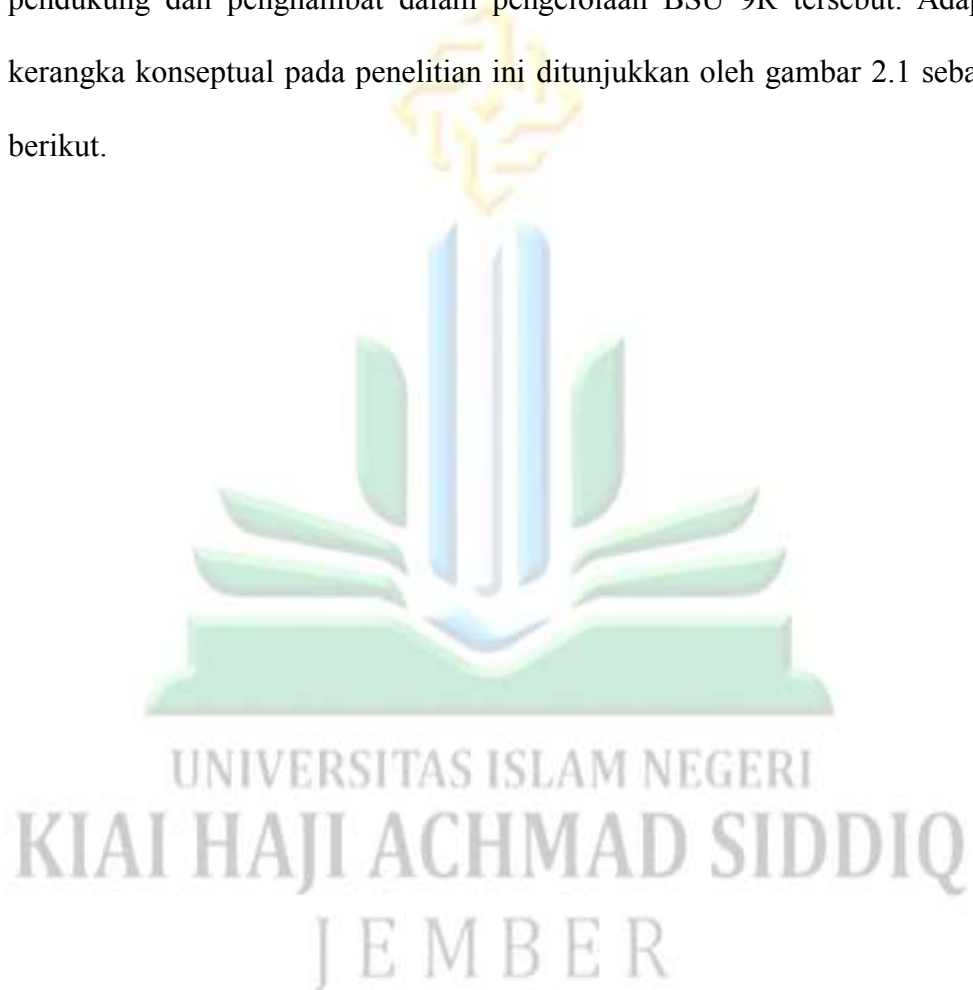 pendukung dan penghambat dalam pengelolaan BSU 9R tersebut. Adap
kerangka konseptual pada penelitian ini ditunjukkan oleh gambar 2.1 seba
berikut.
UNIVERSITAS ISLAM NEGERI
KIAI HAJI ACHMAD SIDDIQ
JEMBER